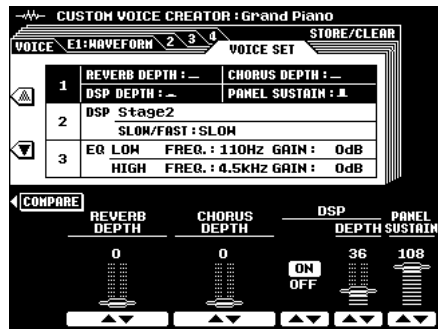 CUSTOM VOICE CREATOR : Grand Piano
STORE/CLEAR
VOICE E1:WAVEFORM 2 3 4 VOICE SET
1 REVERB DEPTH : CHORUS DEPTH :
DSP DEPTH : PANEL SUSTAIN :
2 DSP Stage2
SLOW/FAST : SLOW
3 EQ LOW FREQ. : 110Hz GAIN : 0dB
HIGH FREQ. : 4.5kHz GAIN : 0dB
COMPARE
REVERB DEPTH CHORUS DEPTH DSP DEPTH PANEL SUSTAIN
0 0 36 108
ON
OFF